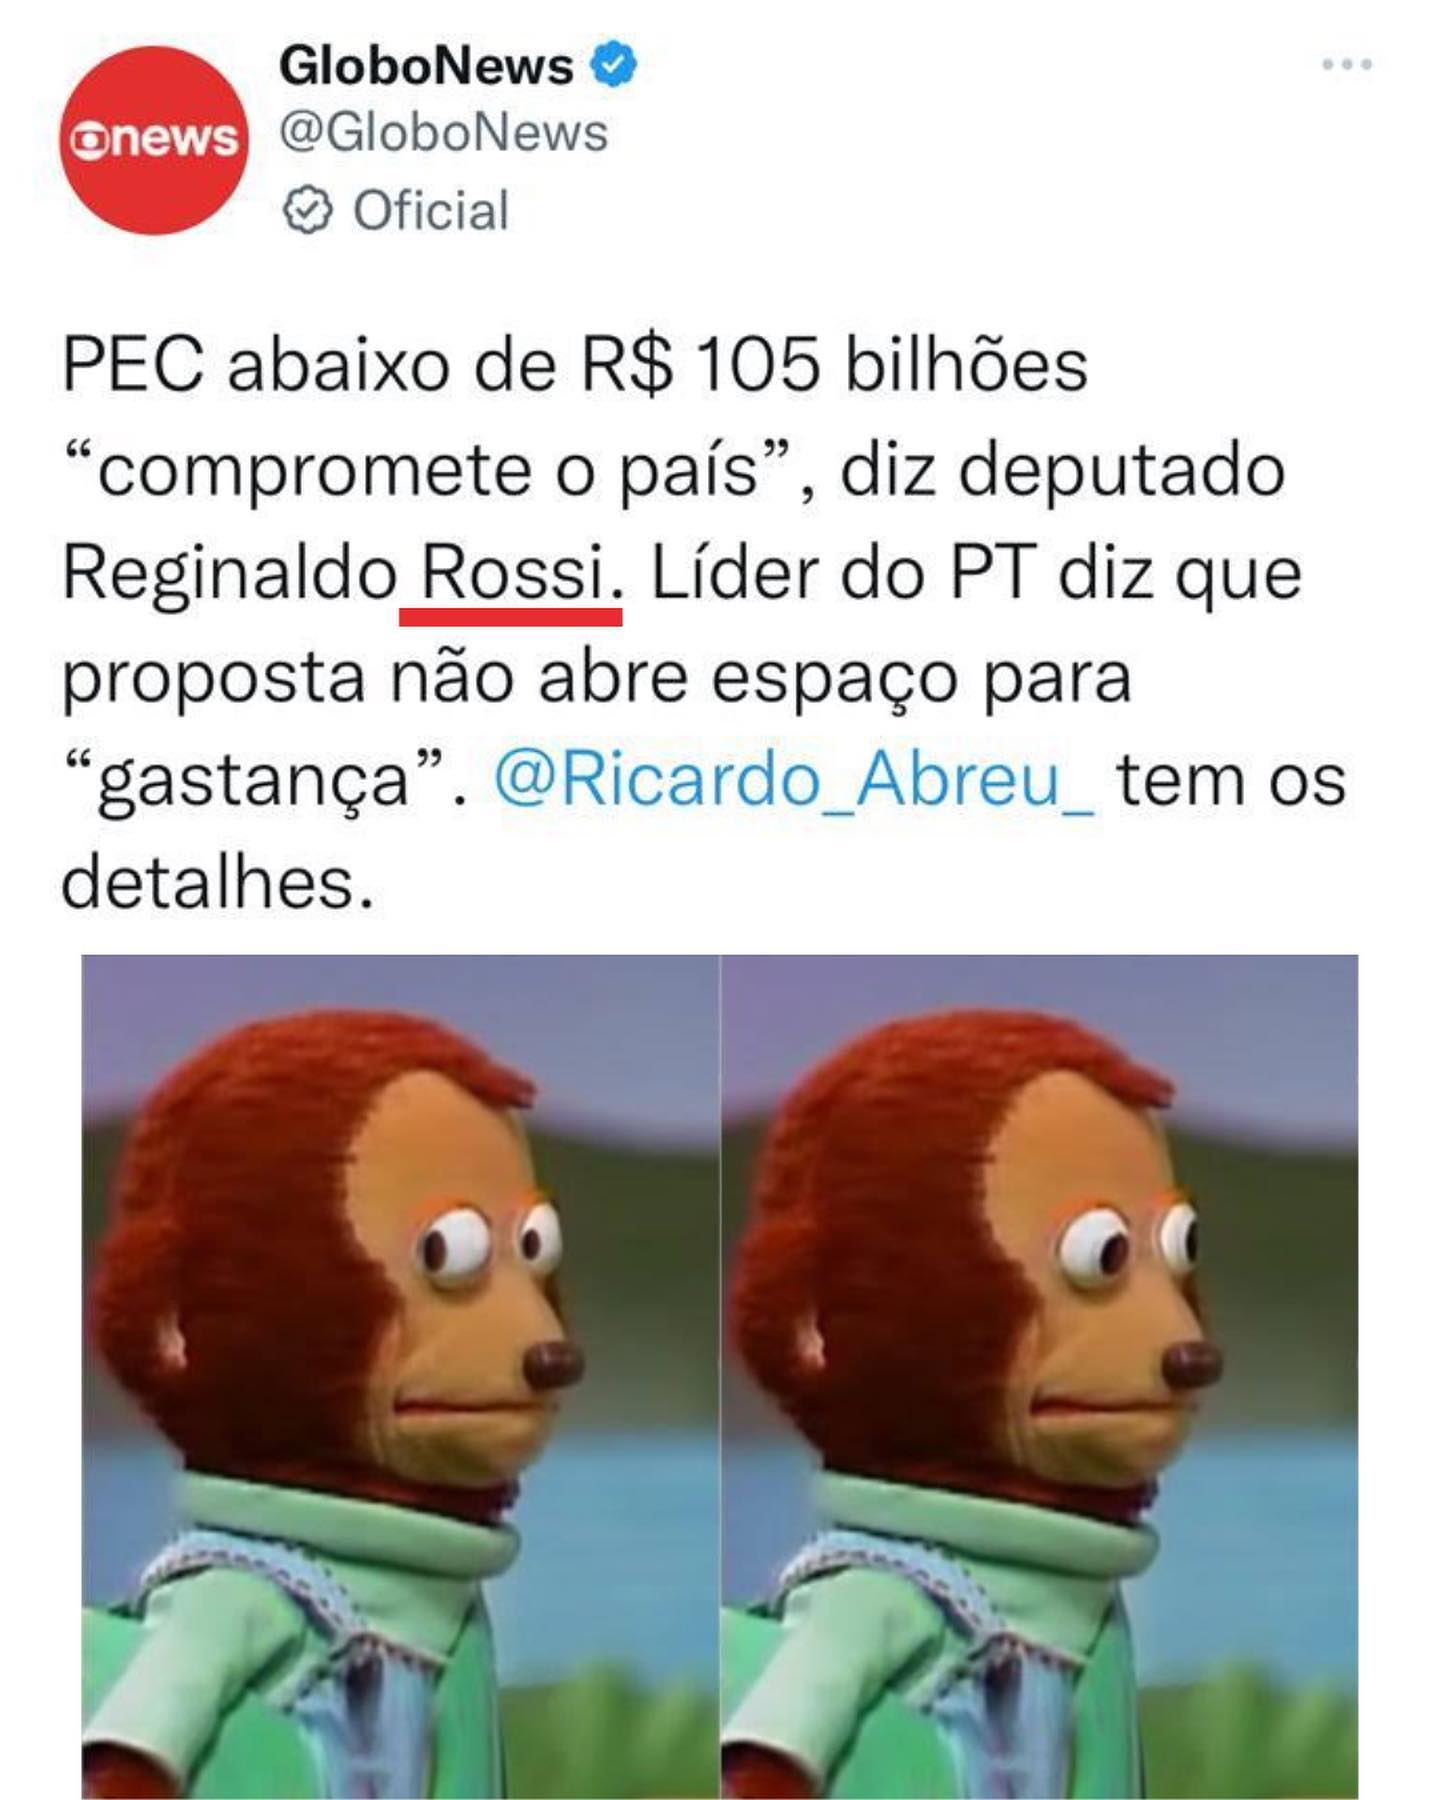 GloboNews
news
@GloboNews
Oficial
PEC abaixo de R$ 105 bilhões
“compromete o país”, diz deputado
Reginaldo Rossi. Líder do PT diz que
proposta não abre espaço para
“gastança”. @Ricardo_Abreu_ tem os
detalhes.